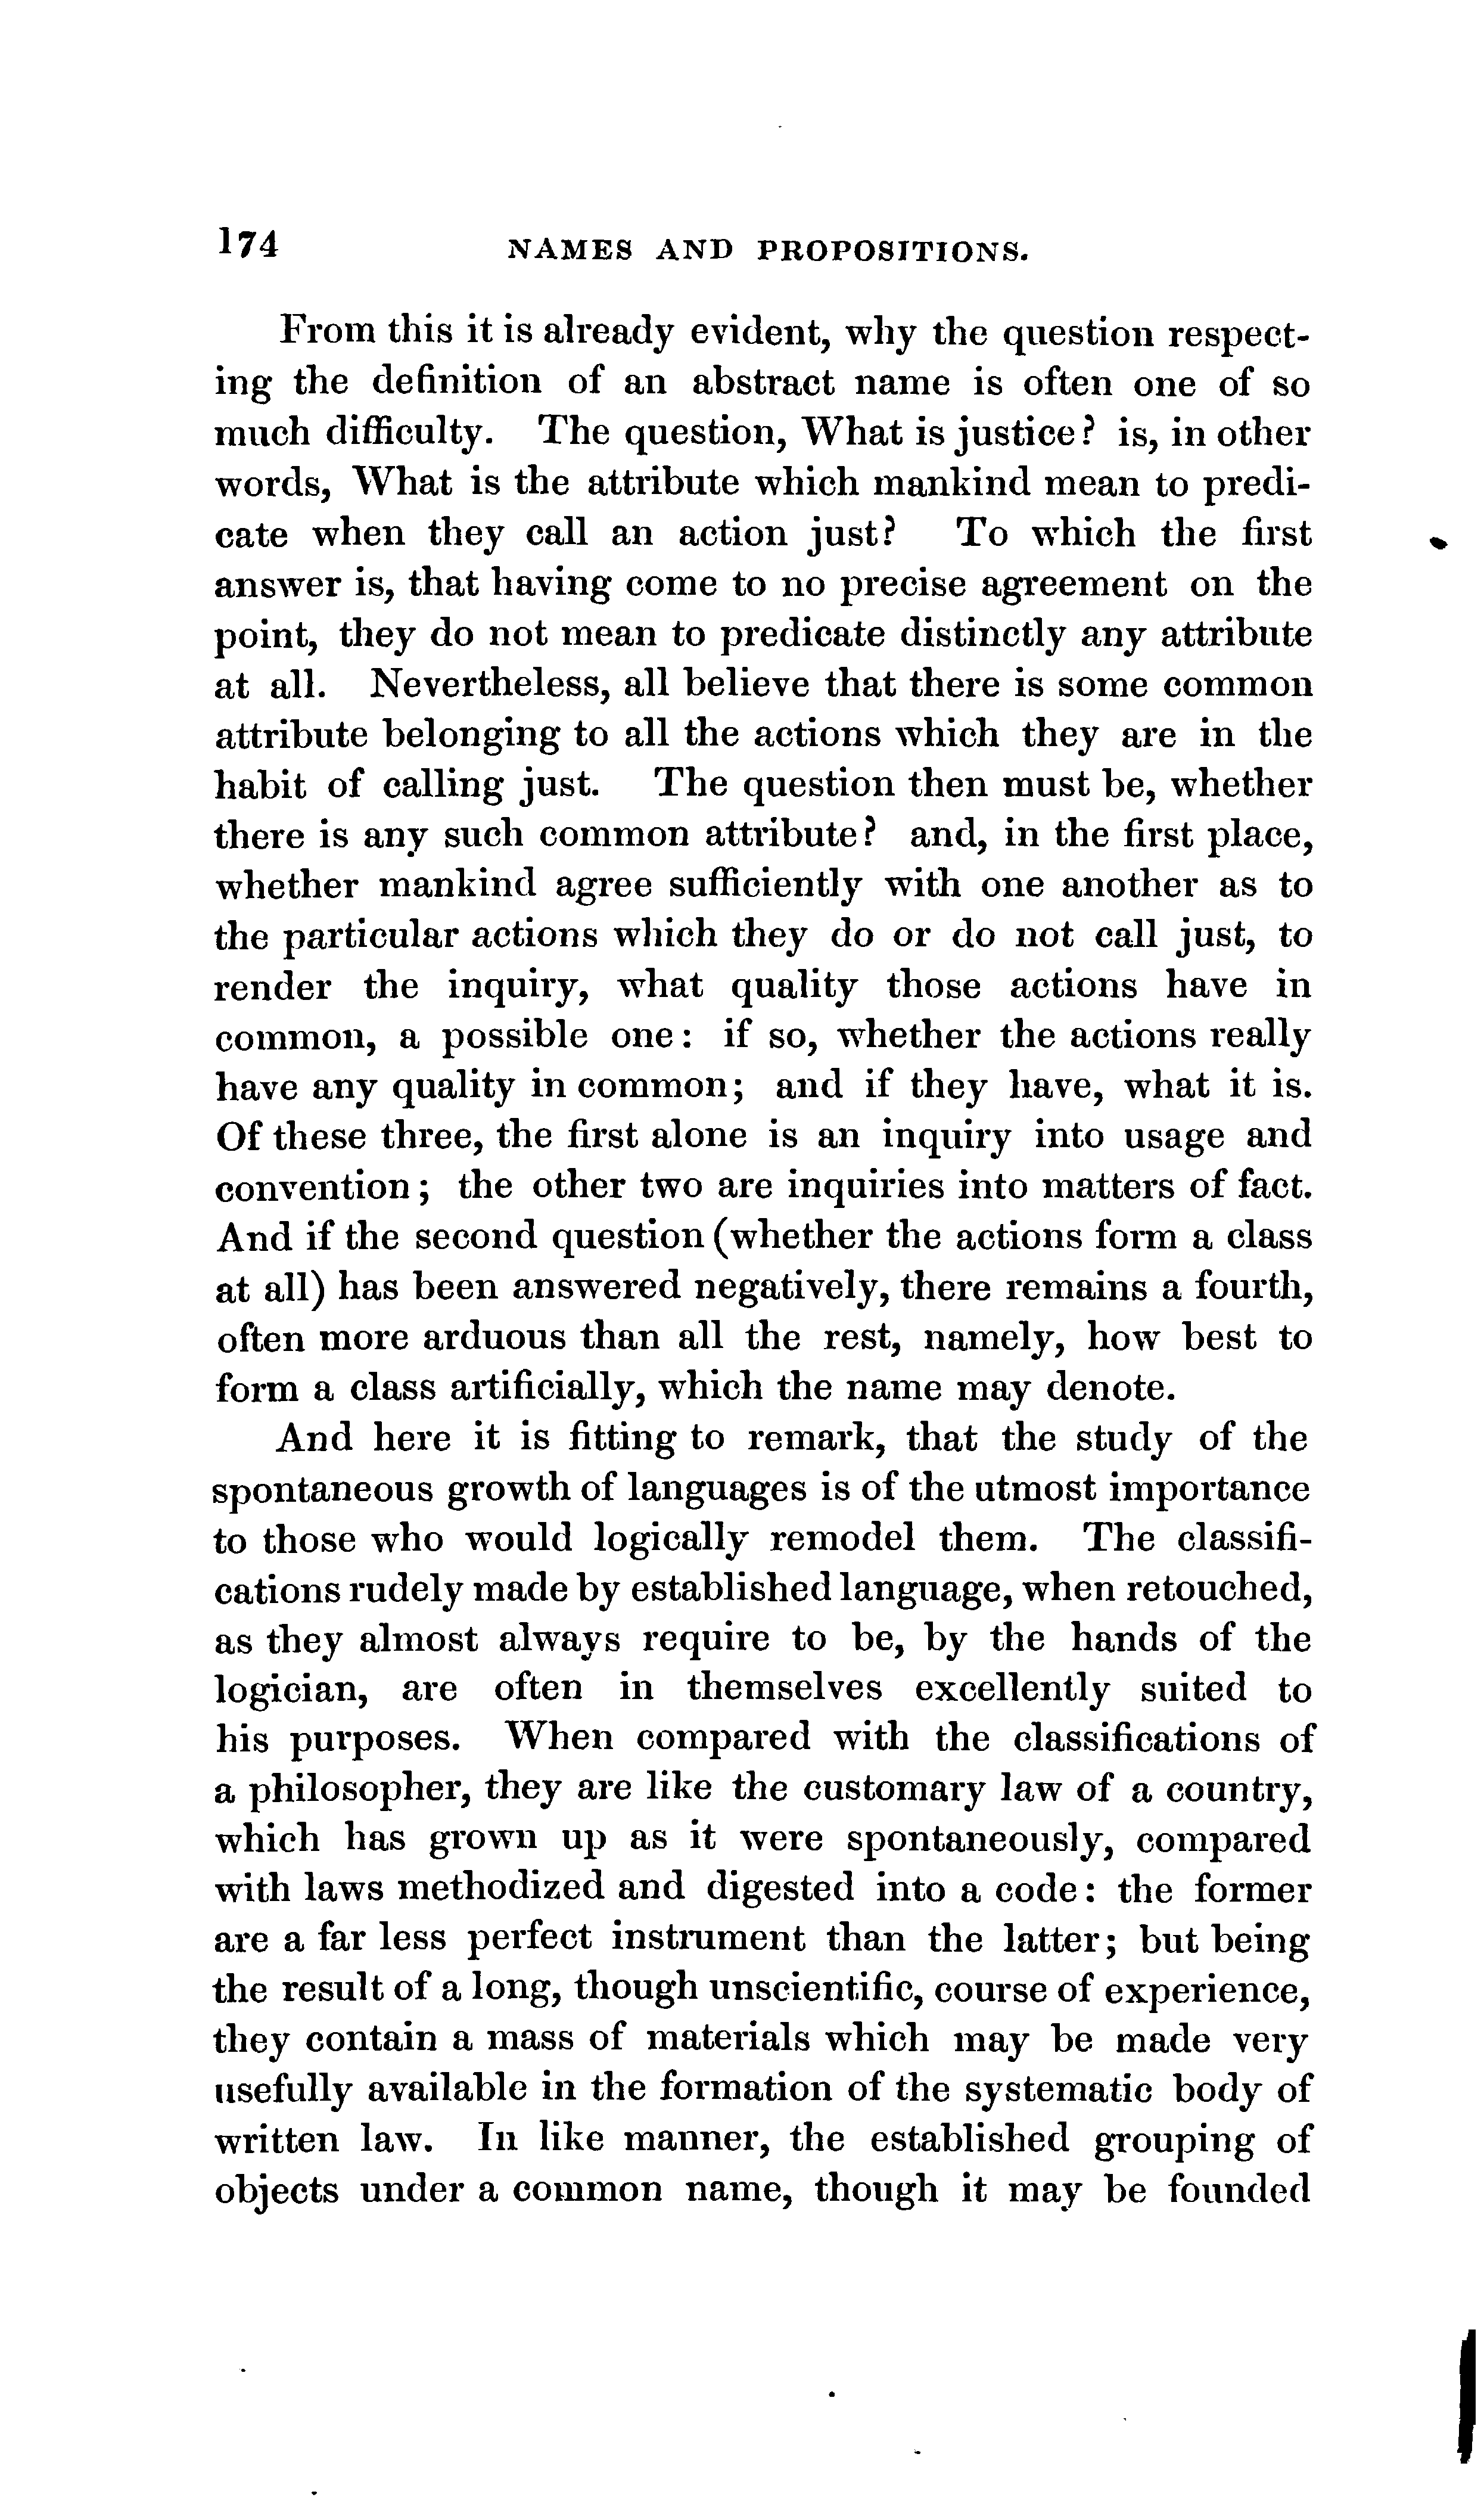 174 NAMES AND PROPOSITIONS.
From this it is already evident, why the question respect-
ing the definition of an abstract name is often one of so
much difficulty. The question, What is justice? is, in other
words, What is the attribute which mankind mean to predi-
cate when they call an action just? To which the first
answer is, that having come to no precise agreement on the
point, they do not mean to predicate distinctly any attribute
at all. Nevertheless, all believe that there is some common
attribute belonging to all the actions which they are in the
habit of calling just. The question then must be, whether
there is any such common attribute? and, in the first place,
whether mankind agree sufficiently with one another as to
the particular actions which they do or do not call just, to
render the inquiry, what quality those actions have in
common, a possible one: if so, whether the actions really
have any quality in common; and if they have, what it is.
Of these three, the first alone is an inquiry into usage and
convention; the other two are inquiries into matters of fact.
And if the second question (whether the actions form a class
at all) has been answered negatively, there remains a fourth,
often more arduous than all the rest, namely, how best to
form a class artificially, which the name may denote.
And here it is fitting to remark, that the study of the
spontaneous growth of languages is of the utmost importance
to those who would logically remodel them. The classifi-
cations rudely made by established language, when retouched,
as they almost always require to be, by the hands of the
logician, are often in themselves excellently suited to
his purposes. When compared with the classifications of
a philosopher, they are like the customary law of a country,
which has grown up as it were spontaneously, compared
with laws methodized and digested into a code: the former
are a far less perfect instrument than the latter; but being
the result of a long, though unscientific, course of experience,
they contain a mass of materials which may be made very
usefully available in the formation of the systematic body of
written law. In like manner, the established grouping of
objects under a common name, though it may be founded